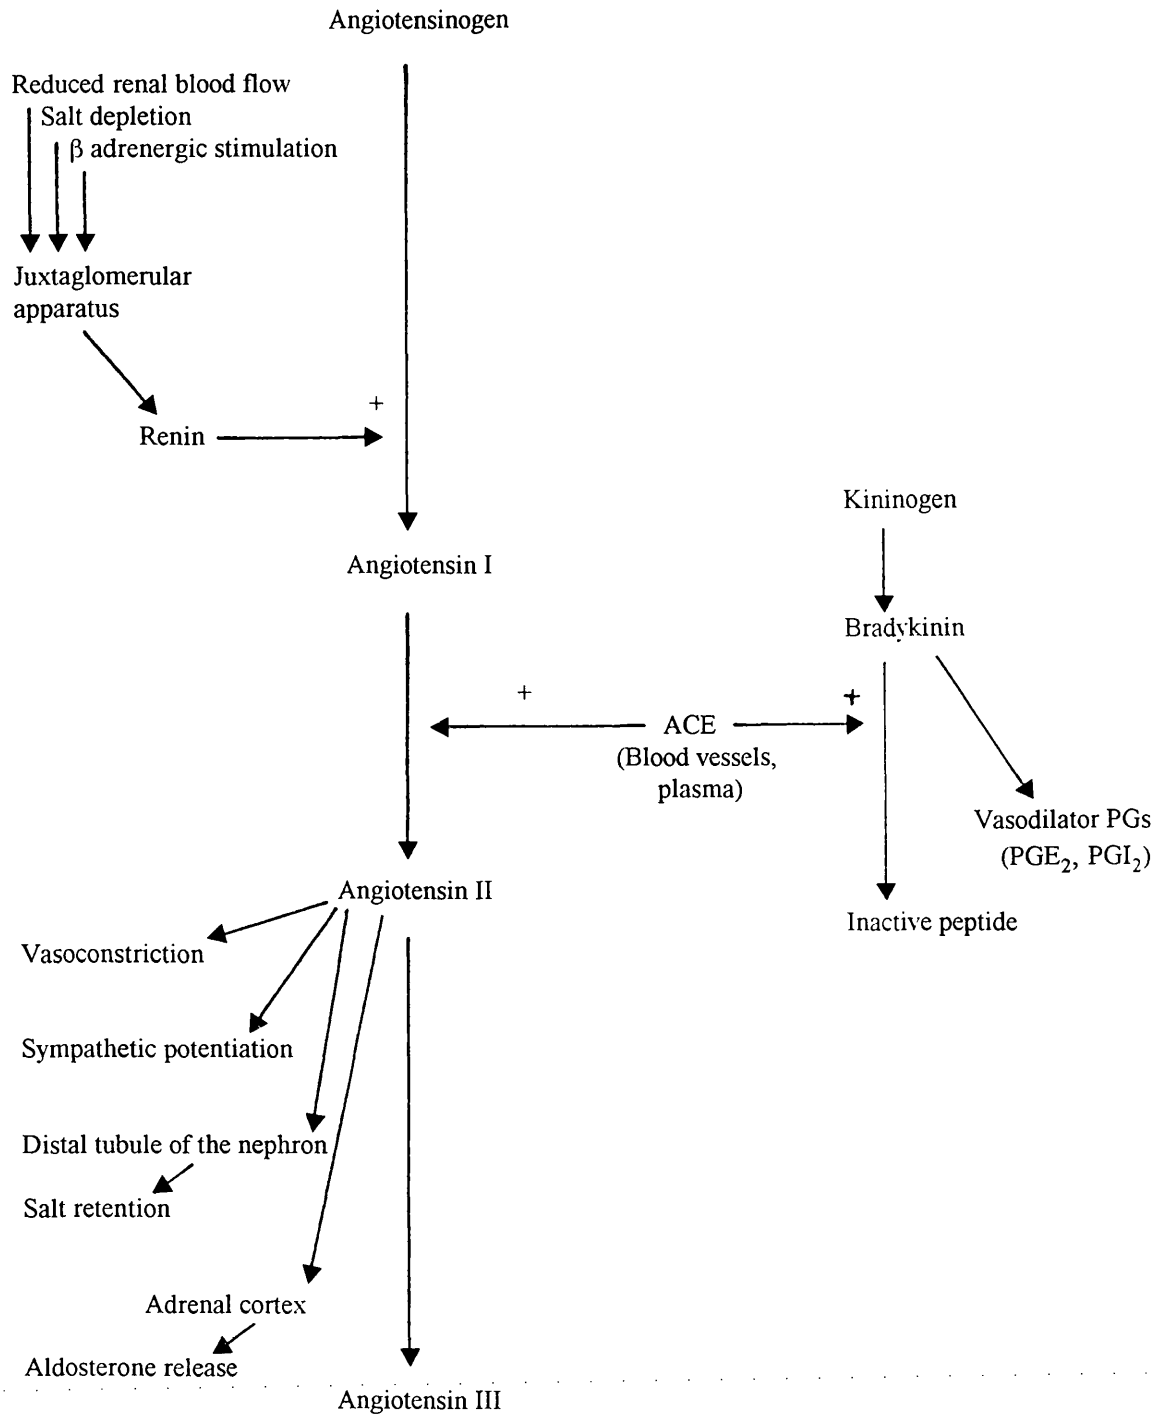 Angiotensinogen
Reduced renal blood flow
Salt depletion
β adrenergic stimulation
Juxtaglomerular
apparatus
+
Renin
Kininogen
Angiotensin I
Bradykinin
+
+
ACE
(Blood vessels,
plasma)
Vasodilator PGs
(PGE₂, PGI₂)
Angiotensin II
Inactive peptide
Vasoconstriction
Sympathetic potentiation
Distal tubule of the nephron
Salt retention
Adrenal cortex
Aldosterone release
Angiotensin III